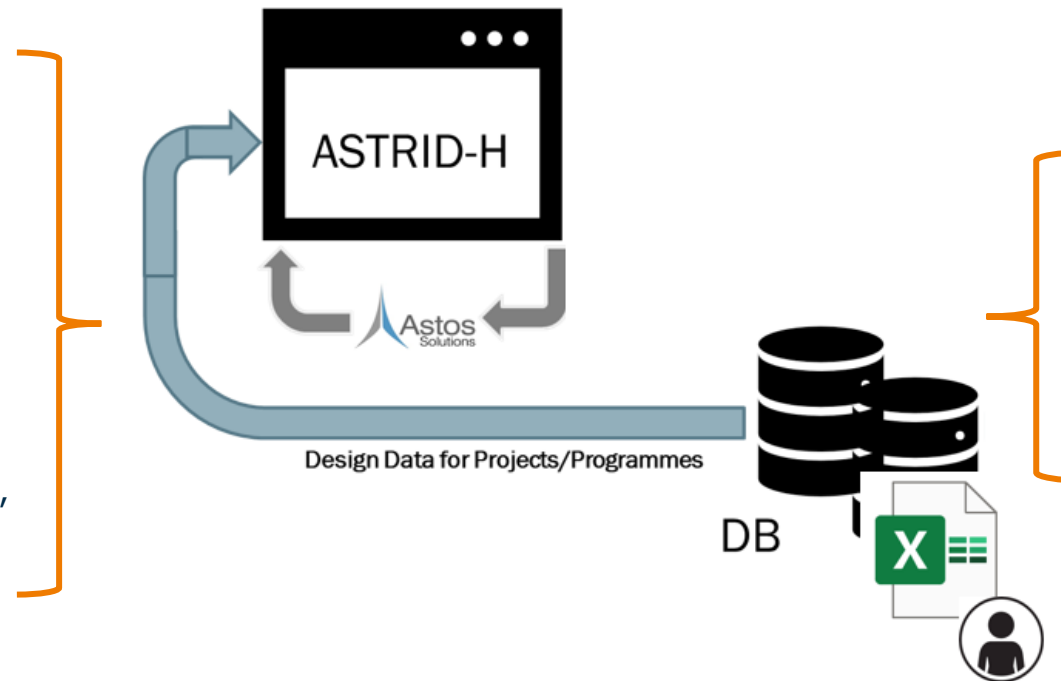 ASTRID-H
Astos
Solutions
Design Data for Projects/Programmes
DB
X
,